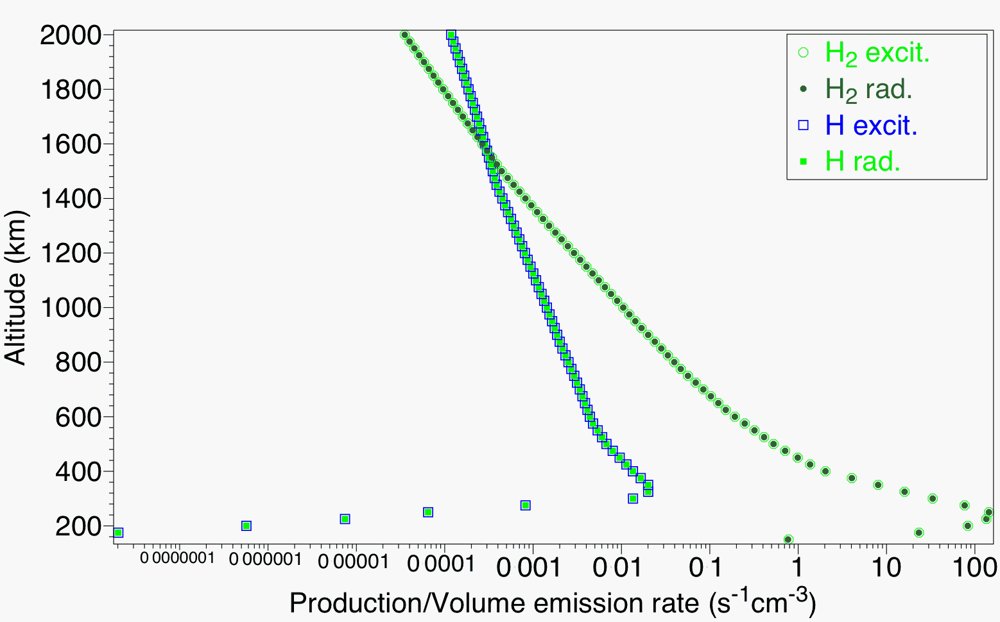 2000
1800
1600
1400
1200
1000
800
600
400
200
Altitude (km)
H2 excit.
H2 rad.
H excit.
H rad.
0 0000001 0 000001 0 00001 0 0001 0 001 0 01 0 1 1 10 100
Production/Volume emission rate (s-1cm-3)